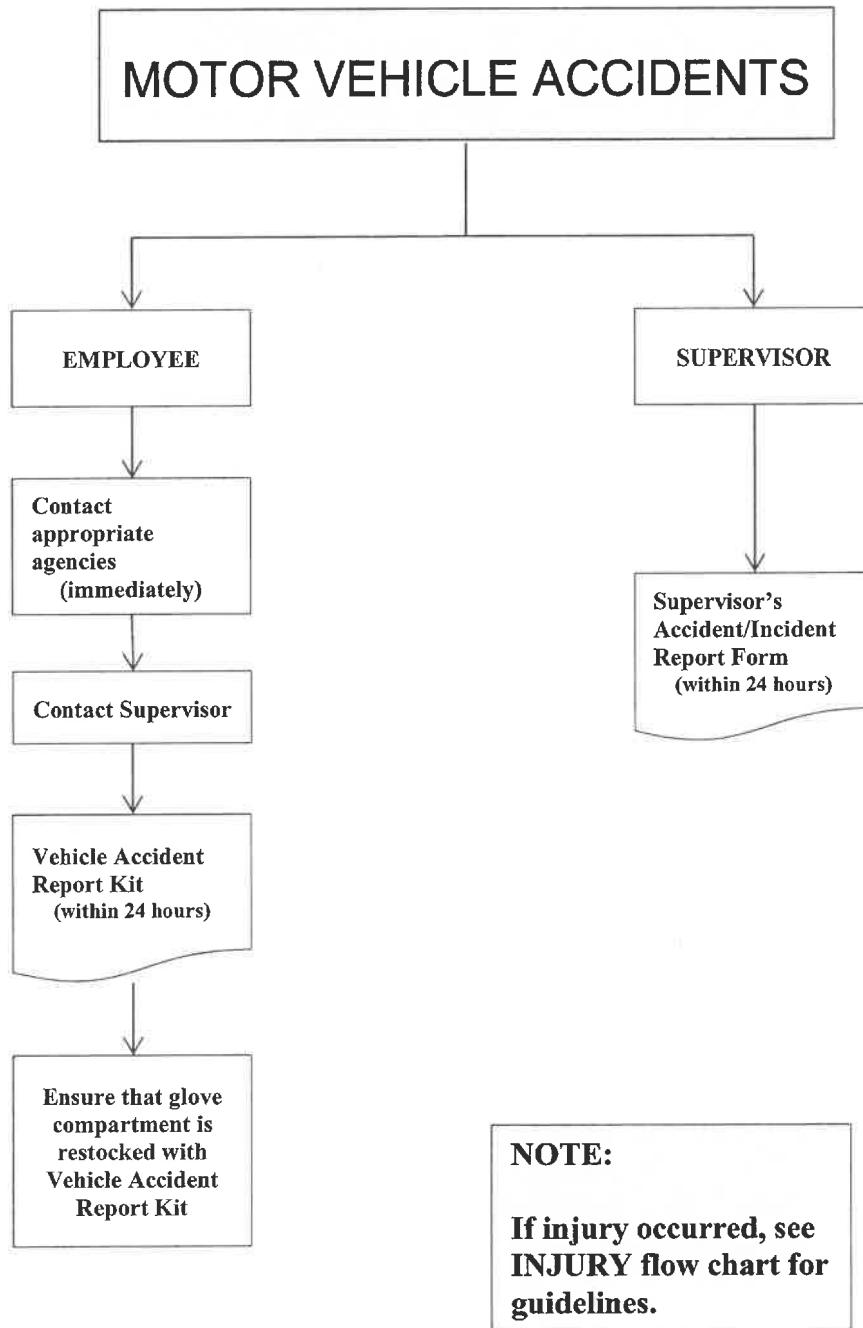 MOTOR VEHICLE ACCIDENTS
EMPLOYEE
SUPERVISOR
Contact
appropriate
agencies
(immediately)
Contact Supervisor
Vehicle Accident
Report Kit
(within 24 hours)
Ensure that glove
compartment is
restocked with
Vehicle Accident
Report Kit
Supervisor’s
Accident/Incident
Report Form
(within 24 hours)
NOTE:
If injury occurred, see
INJURY flow chart for
guidelines.